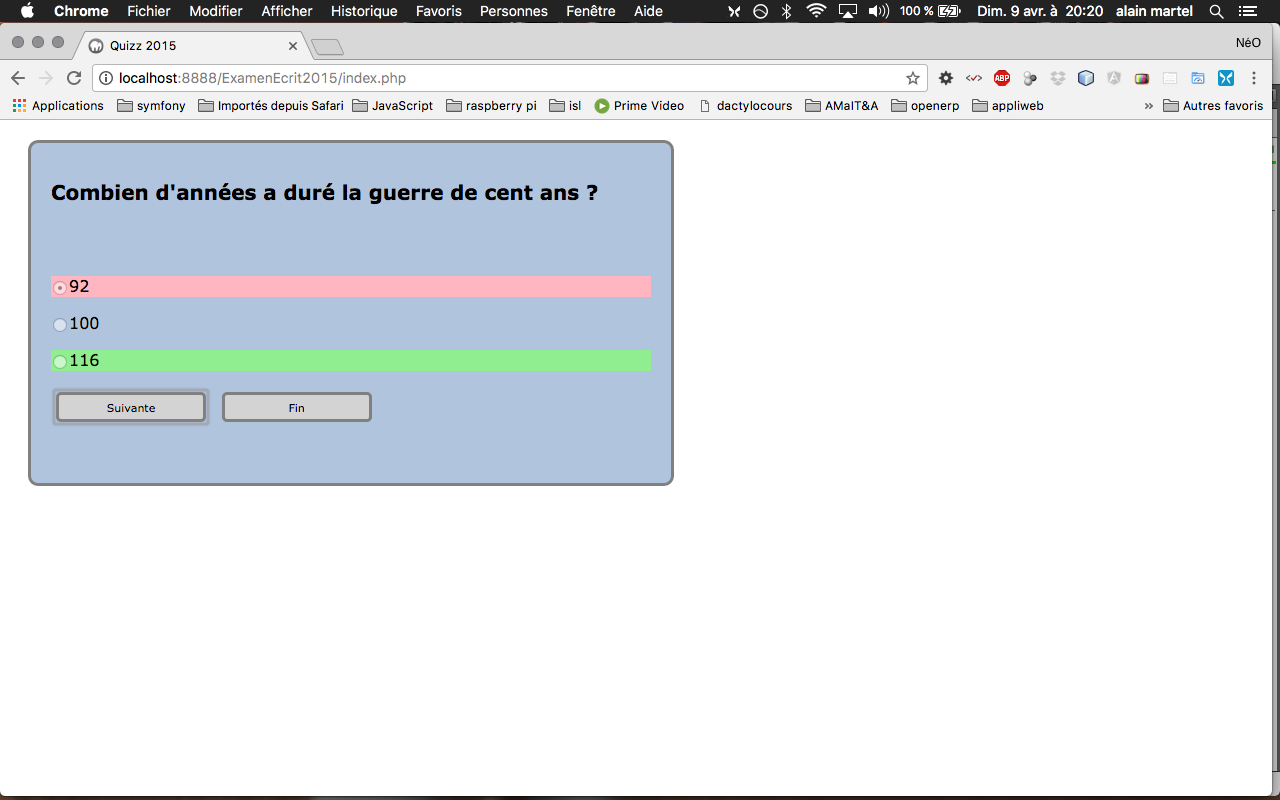 Chrome Fichier Modifier Afficher Historique Favoris Personnes Fenêtre Aide 100 % Dim. 9 avr. à 20:20 alain martel
Quizz 2015 NéO
localhost:8888/ExamenEcrit2015/index.php ABP
Applications symfony Importés depuis Safari JavaScript raspberry pi isl Prime Video dactylocours AMaIT&A openerp appliweb » Autres favoris
Combien d'années a duré la guerre de cent ans ?
92
100
116
Suivante Fin